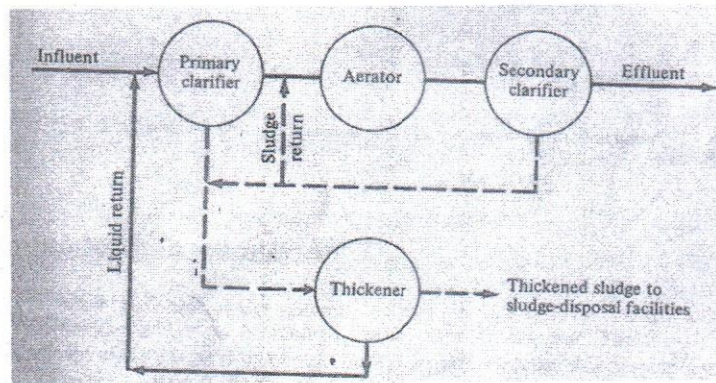 Influent
Primary
clarifier
Aerator
Secondary
clarifier
Effluent
Sludge
return
Liquid return
Thickener
Thickened sludge to
sludge-disposal facilities